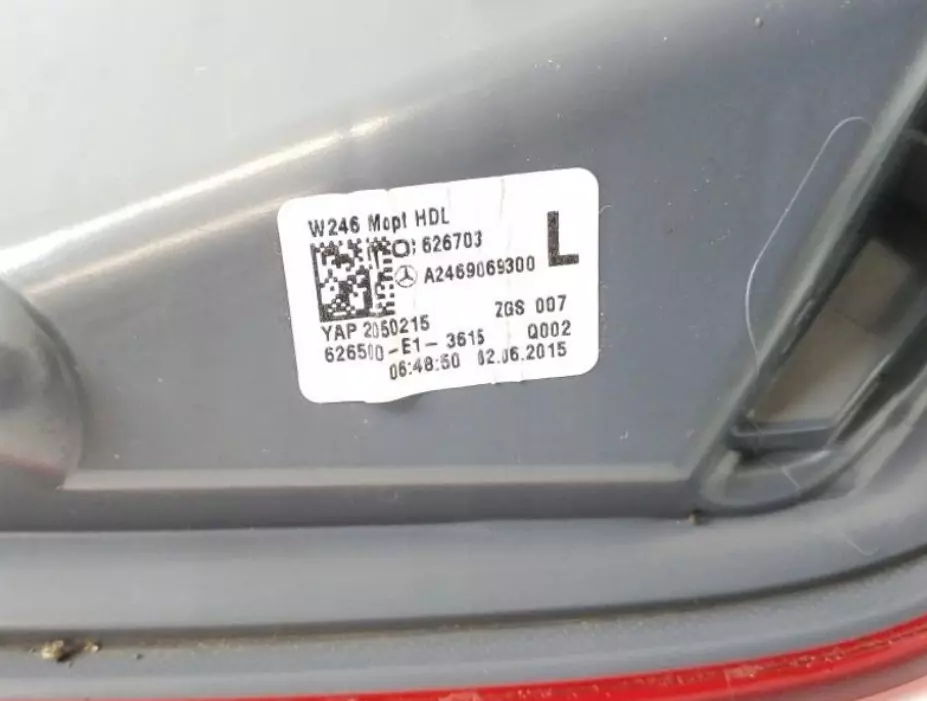 W246 Mopf HDL
626703
L
A2469069300
YAP 2050215 ZGS 007
626500-E1-3615 Q002
06:48:50 02.06.2015